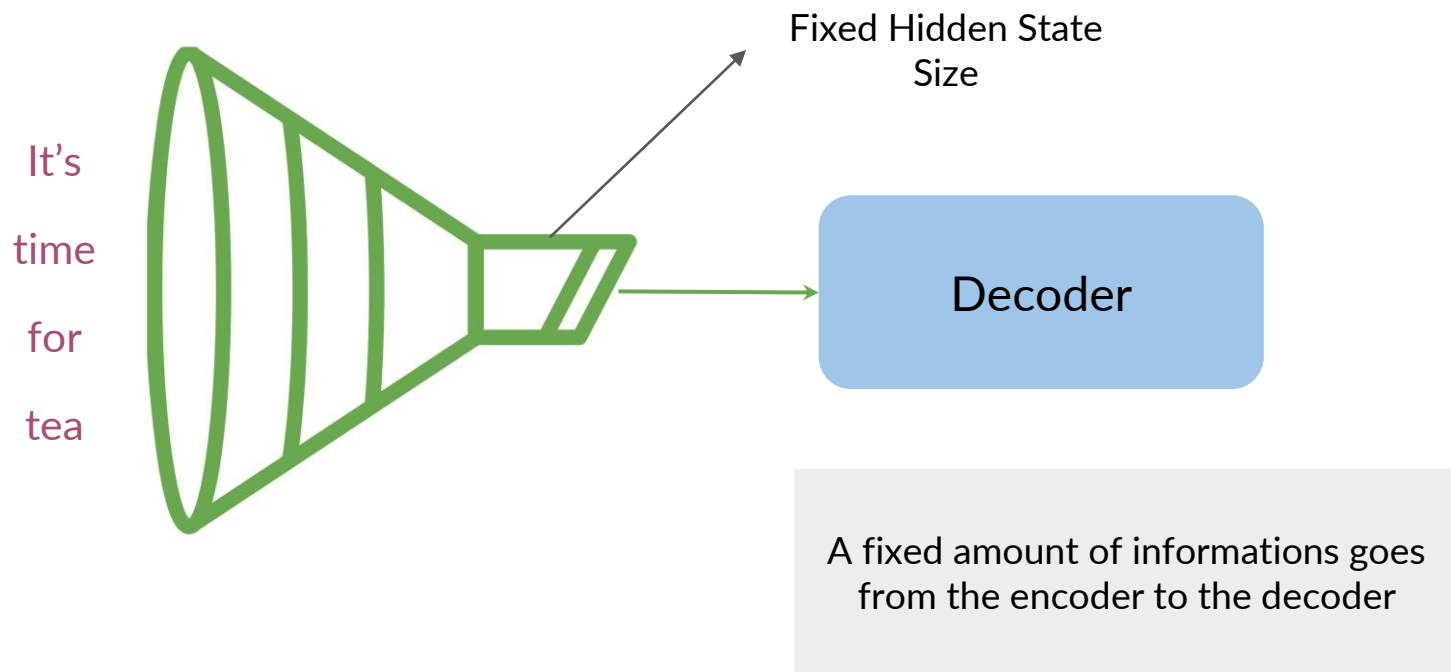 Fixed Hidden State
Size
It’s
time
for
tea
Decoder
A fixed amount of informations goes
from the encoder to the decoder